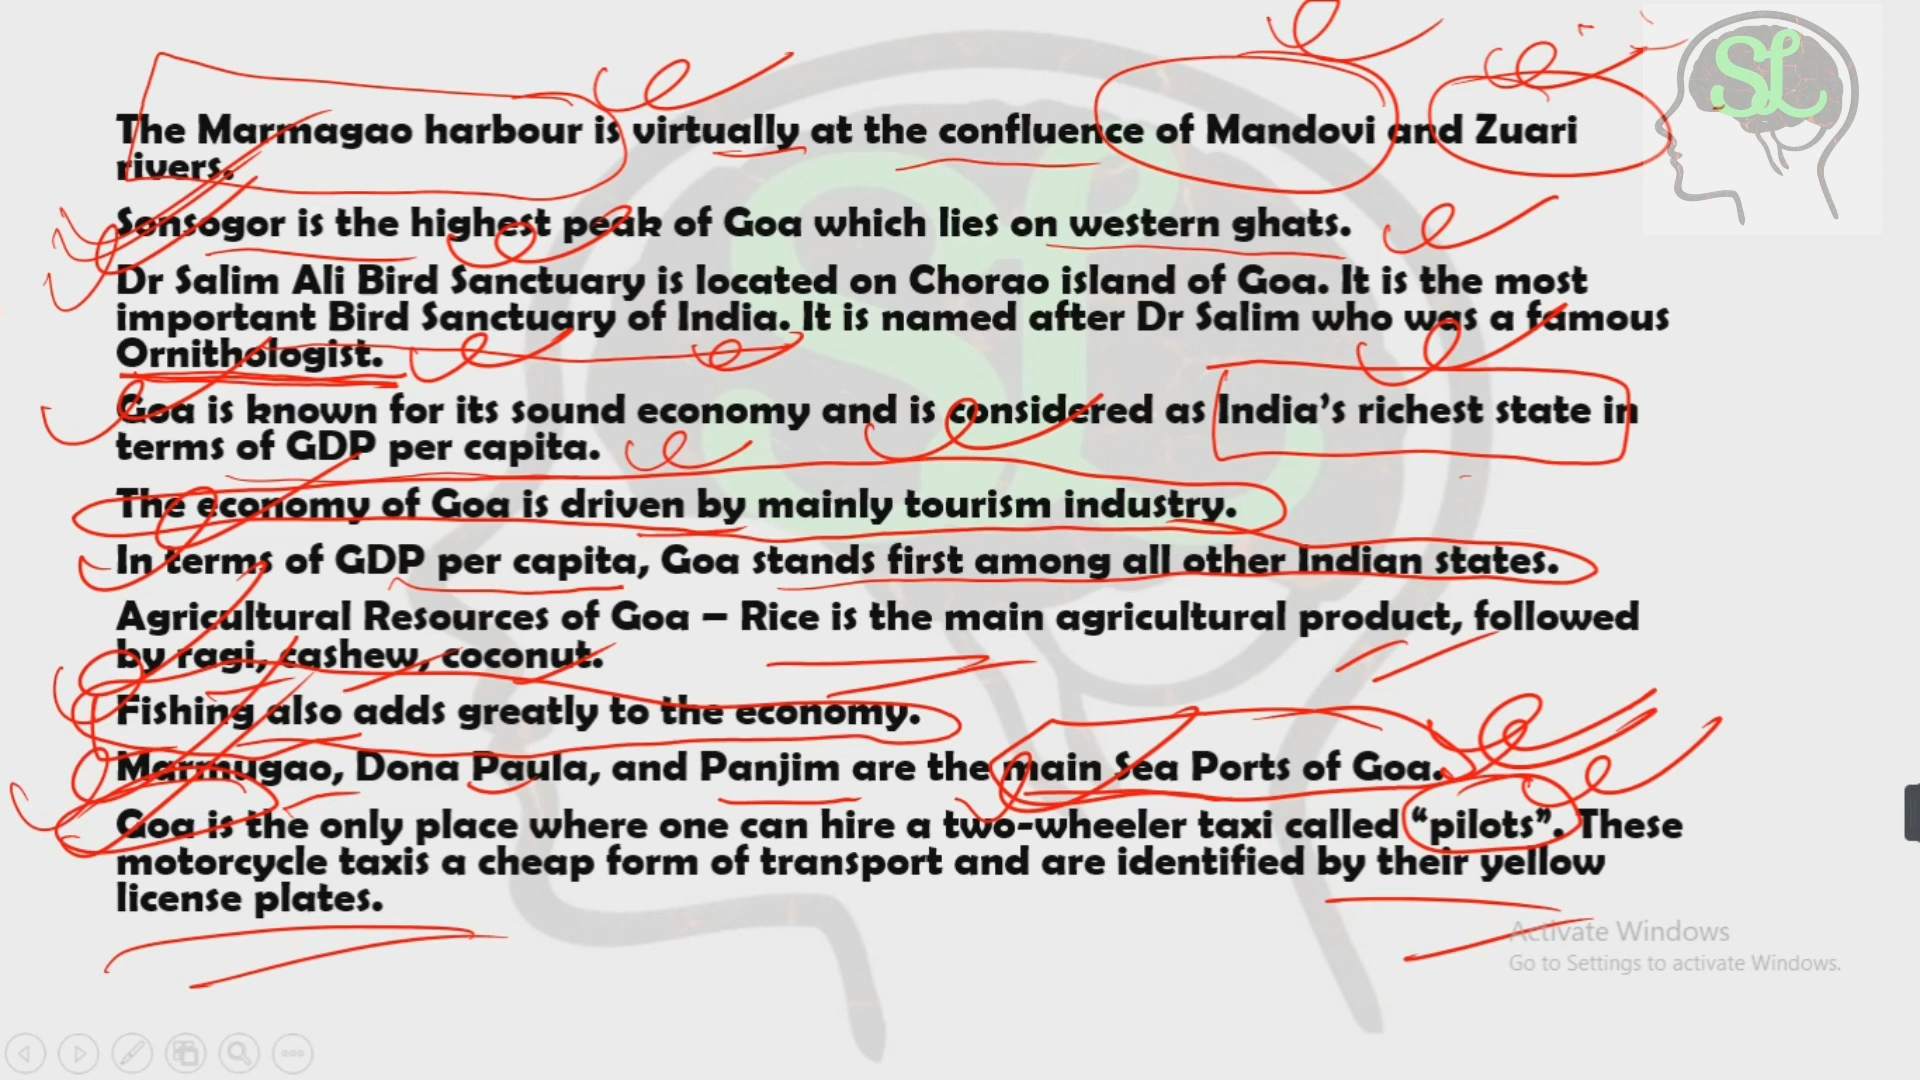 SL
The Marmagao harbour is virtually at the confluence of Mandovi and Zuari
rivers.
Sonsogor is the highest peak of Goa which lies on western ghats.
Dr Salim Ali Bird Sanctuary is located on Chorao island of Goa. It is the most
important Bird Sanctuary of India. It is named after Dr Salim who was a famous
Ornithologist.
Goa is known for its sound economy and is considered as India's richest state in
terms of GDP per capita.
The economy of Goa is driven by mainly tourism industry.
In terms of GDP per capita, Goa stands first among all other Indian states.
Agricultural Resources of Goa – Rice is the main agricultural product, followed
by ragi, cashew, coconut.
Fishing also adds greatly to the economy.
Marmugao, Dona Paula, and Panjim are the main Sea Ports of Goa.
Goa is the only place where one can hire a two-wheeler taxi called “pilots”. These
motorcycle taxis a cheap form of transport and are identified by their yellow
license plates.
Activate Windows
Go to Settings to activate Windows.